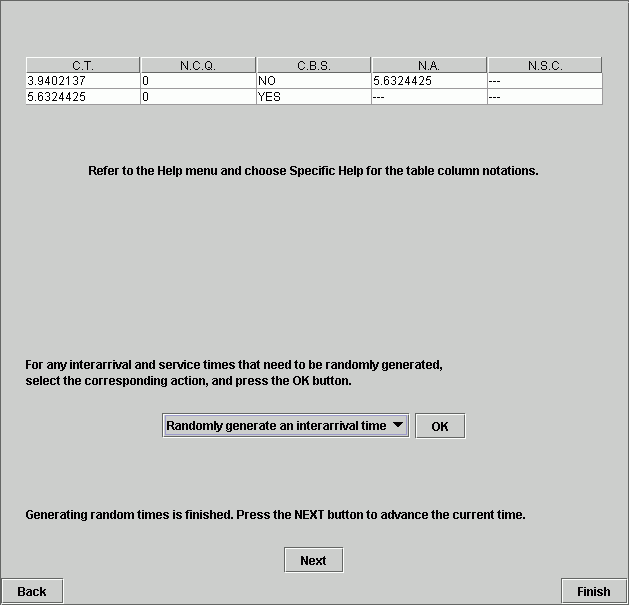 C.T. N.C.Q. C.B.S. N.A. N.S.C.
3.9402137 0 NO 5.6324425 ---
5.6324425 0 YES --- ---
Refer to the Help menu and choose Specific Help for the table column notations.
For any interarrival and service times that need to be randomly generated,
select the corresponding action, and press the OK button.
Randomly generate an interarrival time OK
Generating random times is finished. Press the NEXT button to advance the current time.
Next
Back Finish